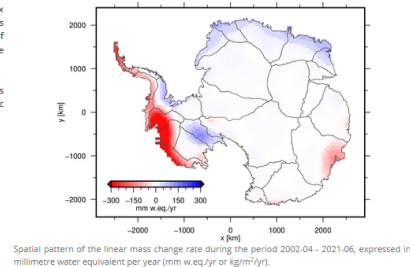 x
s
f
e
s
c
2000
1000
0
−1000
−2000
y [km]
−300 −150 0 150 300
mm w.eq./yr
−2000 −1000 0 1000 2000
x [km]
Spatial pattern of the linear mass change rate during the period 2002-04 - 2021-06, expressed in
millimetre water equivalent per year (mm w.eq./yr or kg/m²/yr).